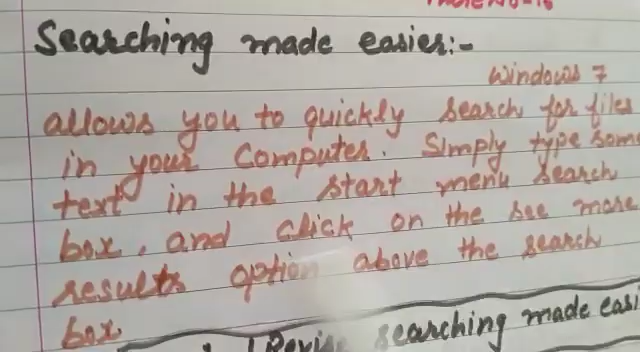 Searching made easier:-
Windows 7
allows you to quickly search for files
in your Computer. Simply type some
text in the start menu search
box, and click on the see more
results option above the search
box
Revise searching made easi